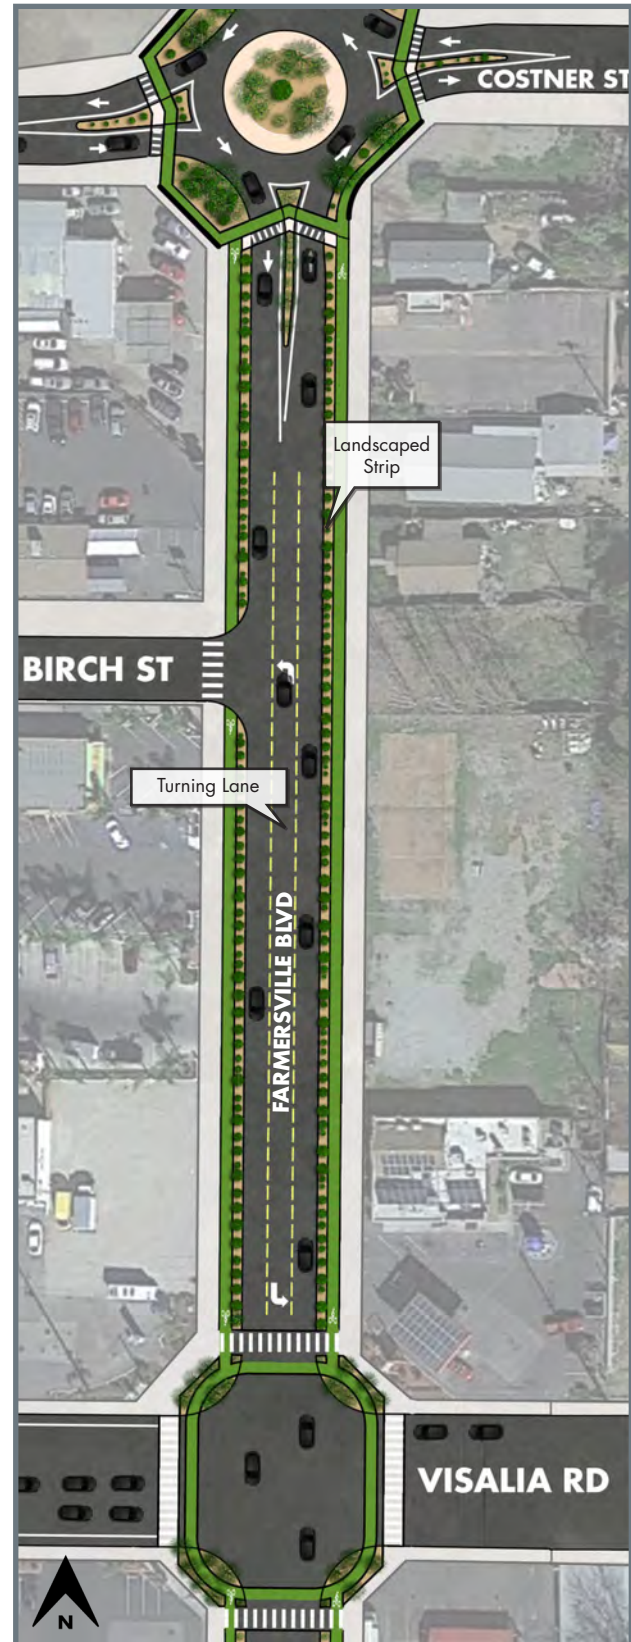 COSTNER ST
Landscaped
Strip
BIRCH ST
Turning Lane
FARMERSVILLE BLVD
VISALIA RD
N